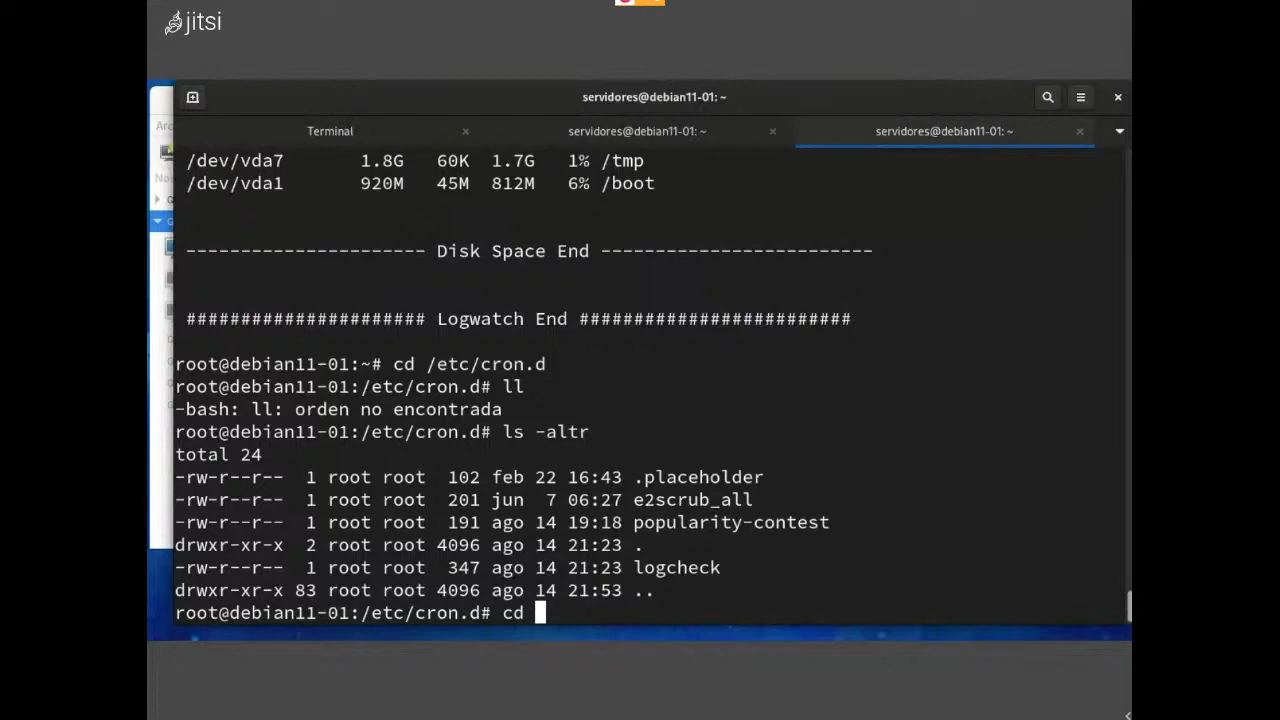 jitsi
servidores@debian11-01: ~
Terminal
servidores@debian11-01: ~
servidores@debian11-01: ~
/dev/vda7 1.8G 60K 1.7G 1% /tmp
/dev/vda1 920M 45M 812M 6% /boot
---------------------- Disk Space End -------------------------
###################### Logwatch End #########################
root@debian11-01:~# cd /etc/cron.d
root@debian11-01:/etc/cron.d# ll
-bash: ll: orden no encontrada
root@debian11-01:/etc/cron.d# ls -altr
total 24
-rw-r--r-- 1 root root 102 feb 22 16:43 .placeholder
-rw-r--r-- 1 root root 201 jun 7 06:27 e2scrub_all
-rw-r--r-- 1 root root 191 ago 14 19:18 popularity-contest
drwxr-xr-x 2 root root 4096 ago 14 21:23 .
-rw-r--r-- 1 root root 347 ago 14 21:23 logcheck
drwxr-xr-x 83 root root 4096 ago 14 21:53 ..
root@debian11-01:/etc/cron.d# cd